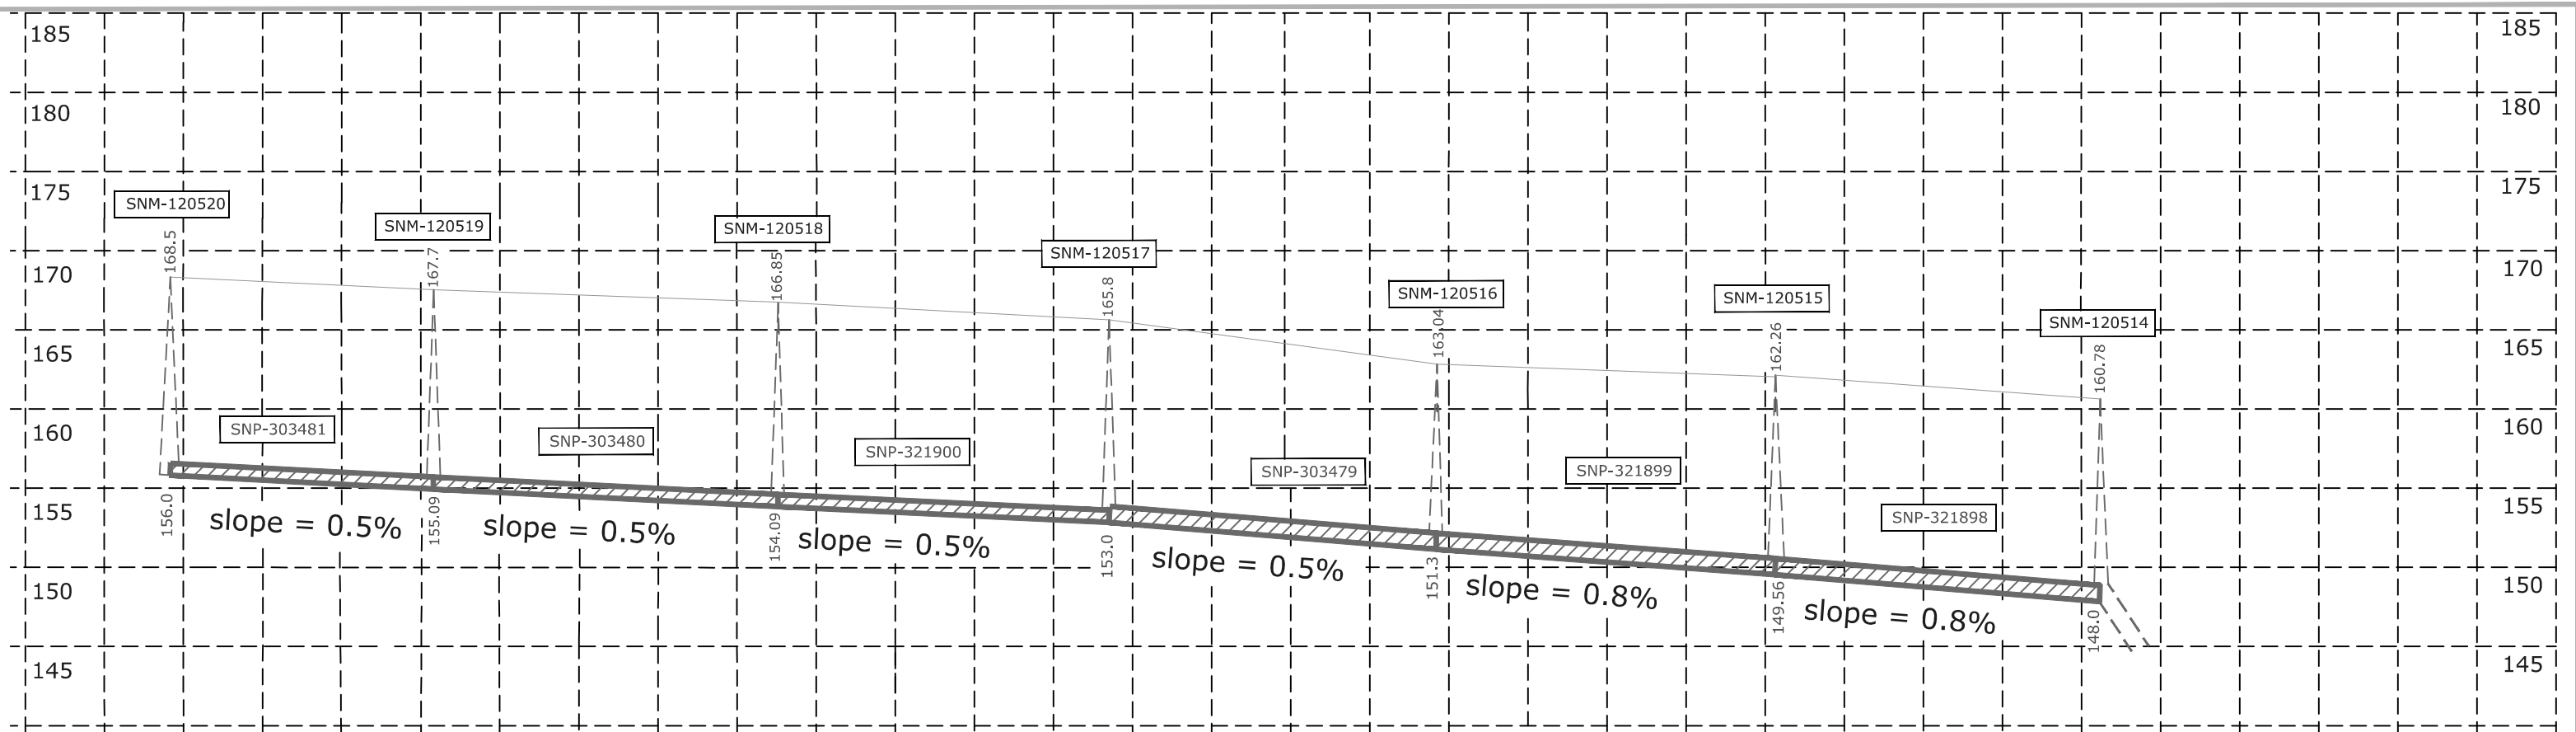 185 185
180 180
175 175
SNM-120520
SNM-120519
SNM-120518
SNM-120517
SNM-120516
SNM-120515
SNM-120514
168.5
167.7
166.85
165.8
163.04
162.26
160.78
170 170
165 165
160 160
SNP-303481
SNP-303480
SNP-321900
SNP-303479
SNP-321899
SNP-321898
155 155
156.0
155.09
154.09
153.0
151.3
149.56
148.0
slope = 0.5%
slope = 0.5%
slope = 0.5%
slope = 0.5%
slope = 0.8%
slope = 0.8%
150 150
145 145